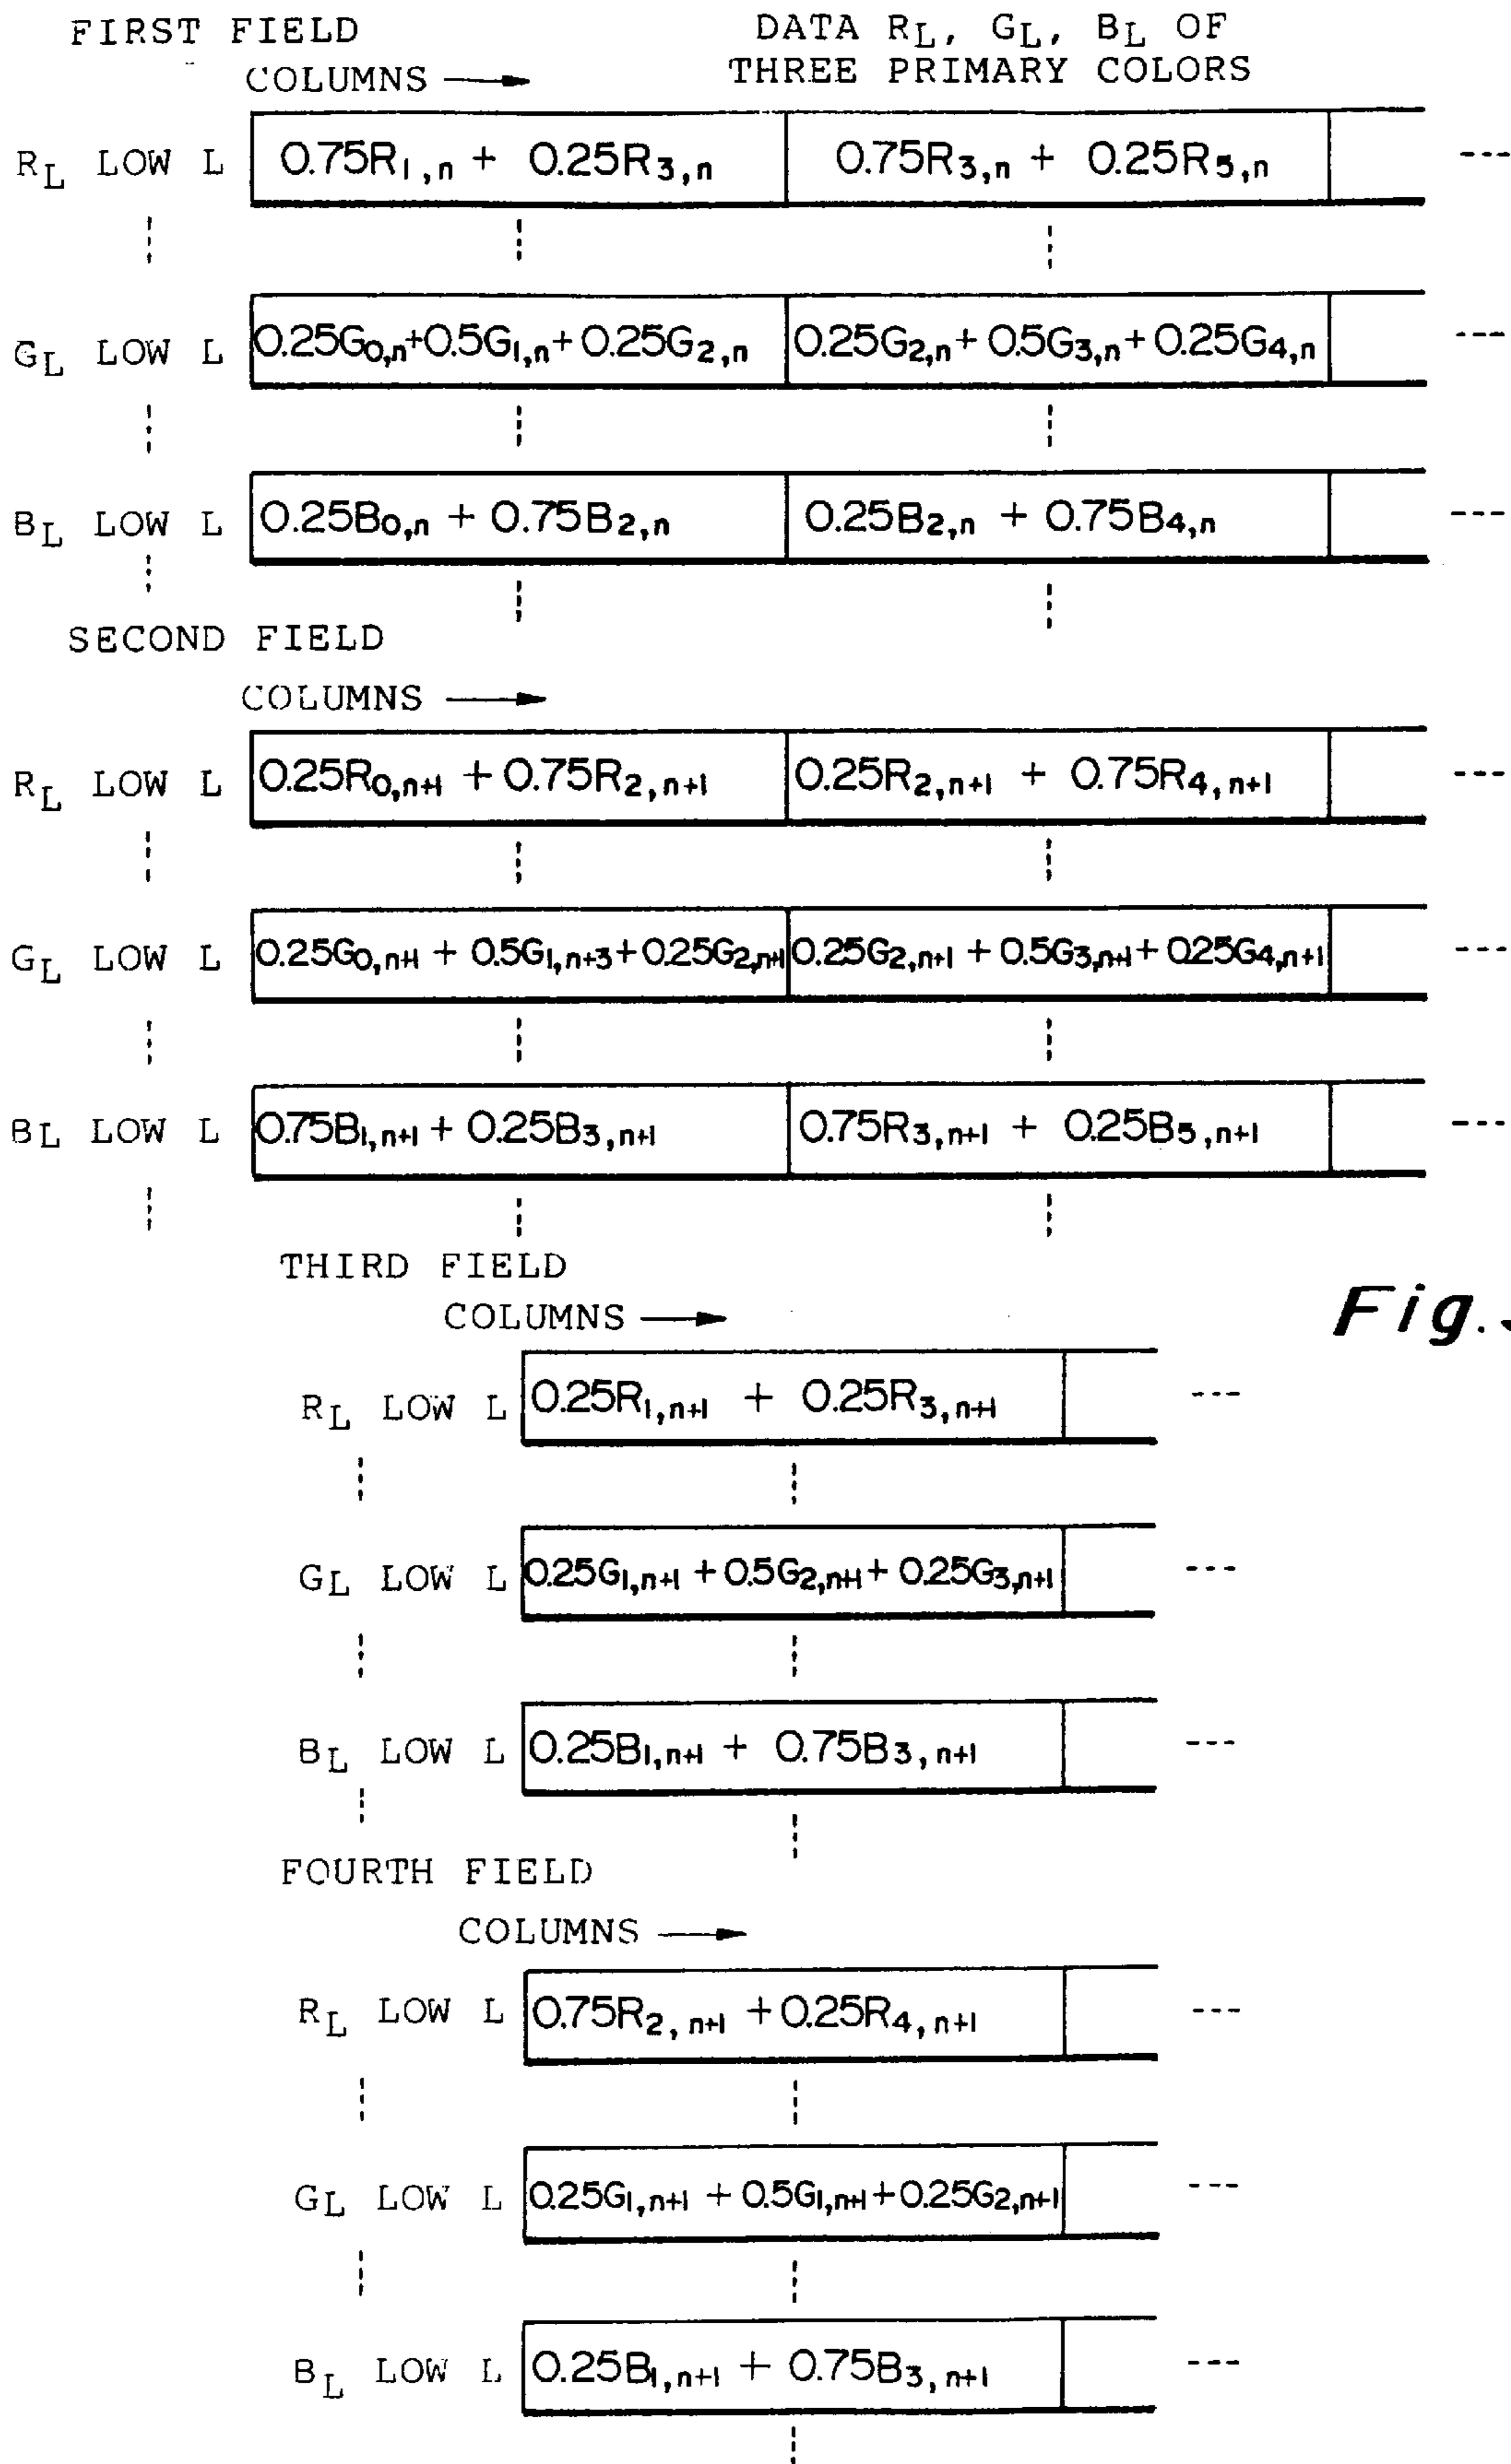 FIRST FIELD
DATA RL, GL, BL OF
THREE PRIMARY COLORS
COLUMNS
RL LOW L 0.75R1,n + 0.25R3,n 0.75R3,n + 0.25R5,n ---
GL LOW L 0.25G0,n+0.5G1,n+ 0.25G2,n 0.25G2,n+ 0.5G3,n+ 0.25G4,n ---
BL LOW L 0.25B0,n + 0.75B2,n 0.25B2,n + 0.75B4,n ---
SECOND FIELD
COLUMNS
RL LOW L 0.25R0,n+1 + 0.75R2,n+1 0.25R2,n+1 + 0.75R4,n+1 ---
GL LOW L 0.25G0,n+1 + 0.5G1,n+3+0.25G2,n+1 0.25G2,n+1 + 0.5G3,n+1+ 0.25G4,n+1 ---
BL LOW L 0.75B1,n+1 + 0.25B3,n+1 0.75R3,n+1 + 0.25B5,n+1 ---
THIRD FIELD
COLUMNS
Fig.
RL LOW L 0.25R1,n+1 + 0.25R3,n+1 ---
GL LOW L 0.25G1,n+1 + 0.5G2,n+1+ 0.25G3,n+1 ---
BL LOW L 0.25B1,n+1 + 0.75B3,n+1 ---
FOURTH FIELD
COLUMNS
RL LOW L 0.75R2,n+1 +0.25R4,n+1 ---
GL LOW L 0.25G1,n+1 + 0.5G1,n+1+0.25G2,n+1 ---
BL LOW L 0.25B1,n+1 + 0.75B3,n+1 ---